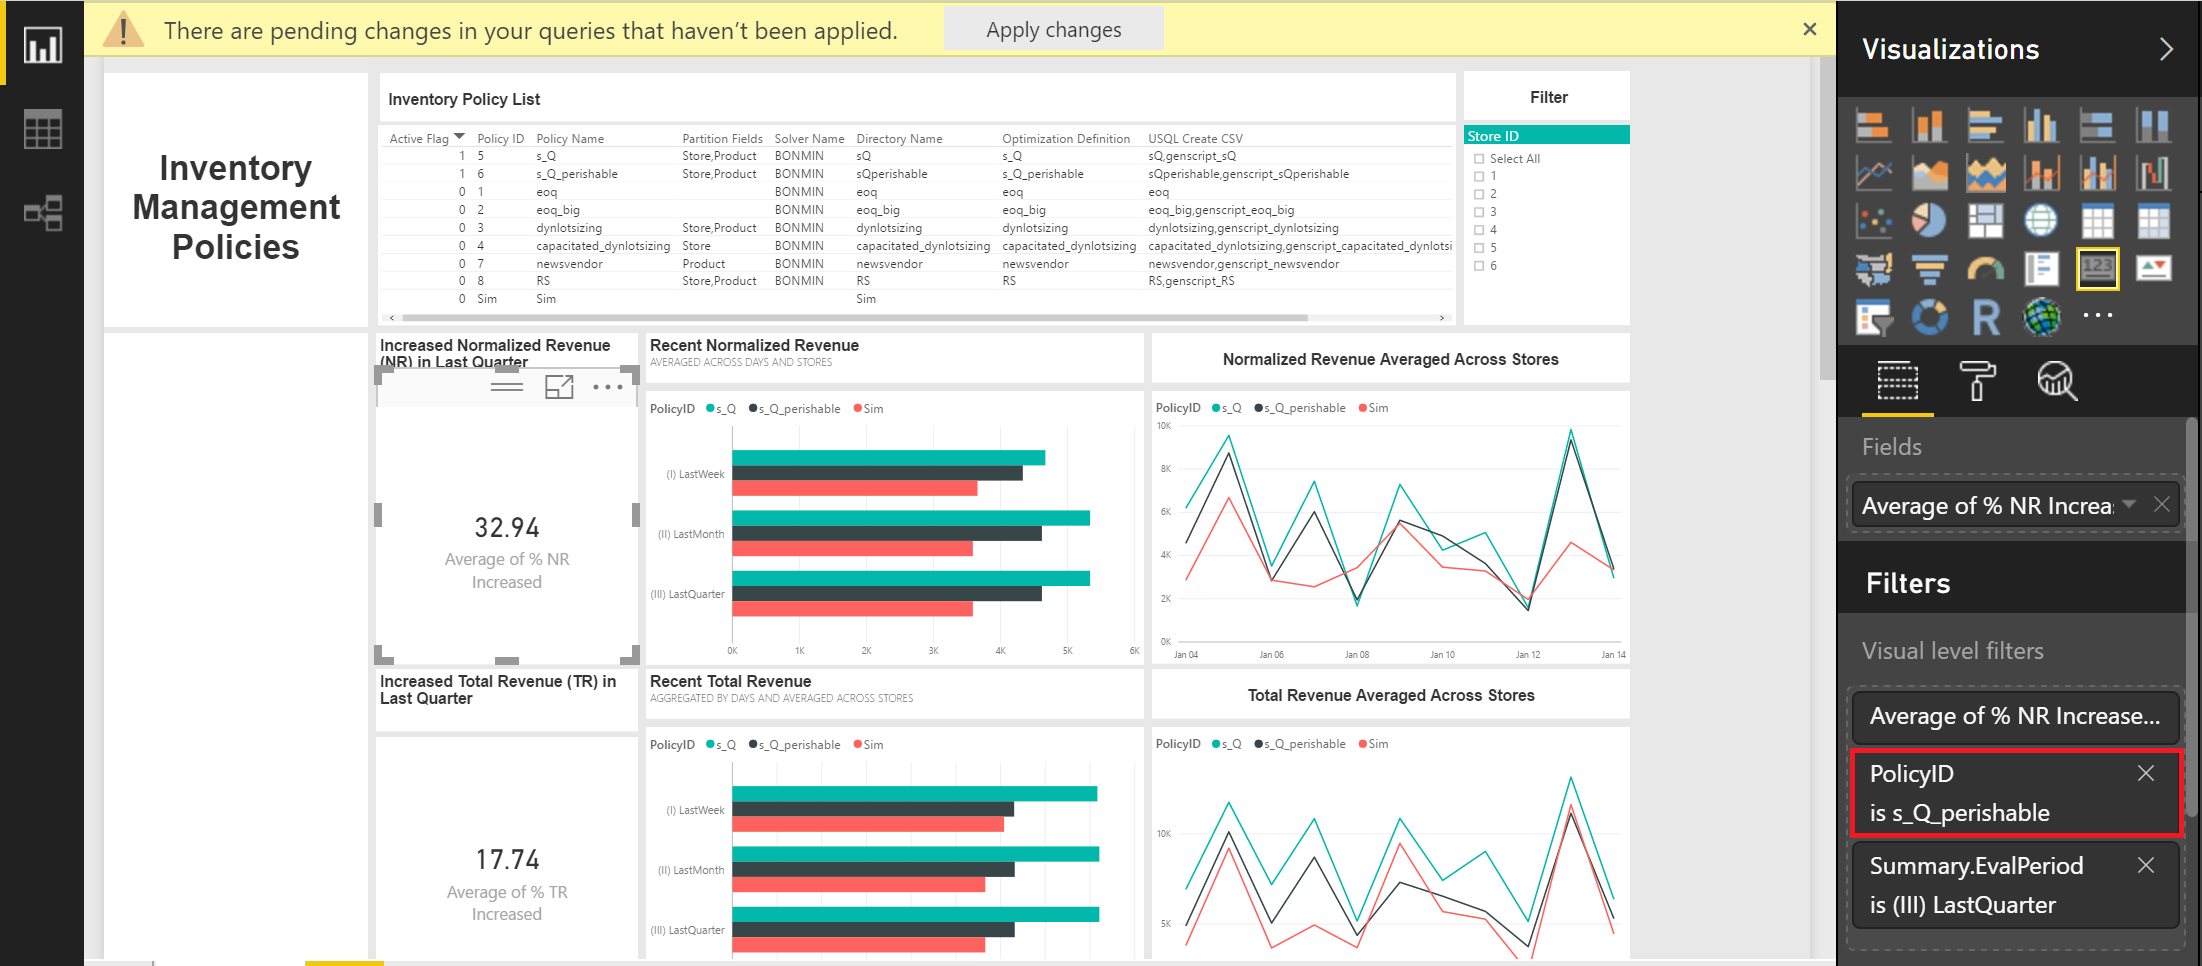 There are pending changes in your queries that haven't been applied.
Apply changes
Visualizations
Inventory
Management
Policies
Inventory Policy List
Active Flag Policy ID Policy Name Partition Fields Solver Name Directory Name Optimization Definition USQL Create CSV
1 5 s_Q Store,Product BONMIN sQ s_Q sQ,genscript_sQ
1 6 s_Q_perishable Store,Product BONMIN sQperishable s_Q_perishable sQperishable,genscript_sQperishable
0 1 eoq BONMIN eoq eoq eoq
0 2 eoq_big BONMIN eoq_big eoq_big eoq_big,genscript_eoq_big
0 3 dynlotsizing Store,Product BONMIN dynlotsizing dynlotsizing dynlotsizing,genscript_dynlotsizing
0 4 capacitated_dynlotsizing Store BONMIN capacitated_dynlotsizing capacitated_dynlotsizing capacitated_dynlotsizing,genscript_capacitated_dynlotsi
0 7 newsvendor Product BONMIN newsvendor newsvendor newsvendor,genscript_newsvendor
0 8 RS Store,Product BONMIN RS RS RS,genscript_RS
0 Sim Sim Sim
Filter
Store ID
Select All
1
2
3
4
5
6
Increased Normalized Revenue
(NR) in Last Quarter
32.94
Average of % NR
Increased
Recent Normalized Revenue
AVERAGED ACROSS DAYS AND STORES
PolicyID s_Q s_Q_perishable Sim
(I) LastWeek
(II) LastMonth
(III) LastQuarter
0K 1K 2K 3K 4K 5K 6K
Normalized Revenue Averaged Across Stores
PolicyID s_Q s_Q_perishable Sim
10K
8K
6K
4K
2K
0K
Jan 04 Jan 06 Jan 08 Jan 10 Jan 12 Jan 14
Increased Total Revenue (TR) in
Last Quarter
17.74
Average of % TR
Increased
Recent Total Revenue
AGGREGATED BY DAYS AND AVERAGED ACROSS STORES
PolicyID s_Q s_Q_perishable Sim
(I) LastWeek
(II) LastMonth
(III) LastQuarter
Total Revenue Averaged Across Stores
PolicyID s_Q s_Q_perishable Sim
10K
5K
123
R
Fields
Average of % NR Increa
Filters
Visual level filters
Average of % NR Increase...
PolicyID
is s_Q_perishable
Summary.EvalPeriod
is (III) LastQuarter